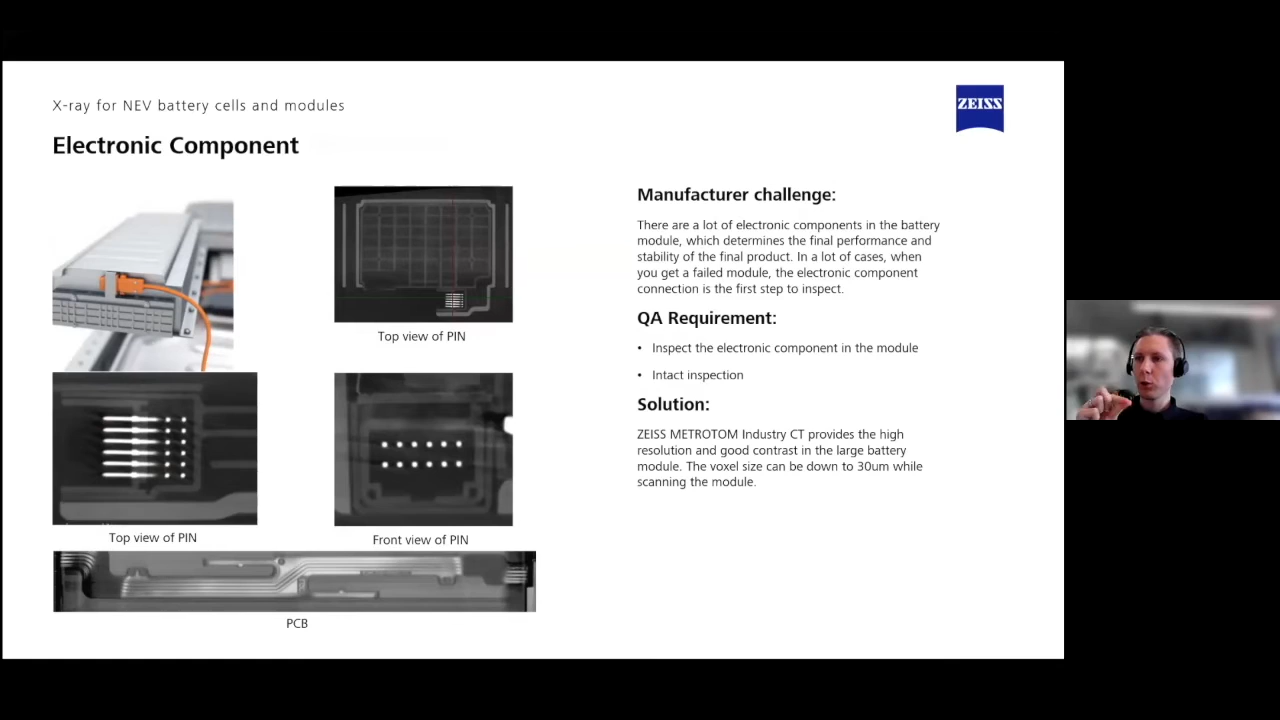 X-ray for NEV battery cells and modules
ZEISS
Electronic Component
Top view of PIN
Top view of PIN
Front view of PIN
PCB
Manufacturer challenge:
There are a lot of electronic components in the battery
module, which determines the final performance and
stability of the final product. In a lot of cases, when
you get a failed module, the electronic component
connection is the first step to inspect.
QA Requirement:
• Inspect the electronic component in the module
• Intact inspection
Solution:
ZEISS METROTOM Industry CT provides the high
resolution and good contrast in the large battery
module. The voxel size can be down to 30um while
scanning the module.